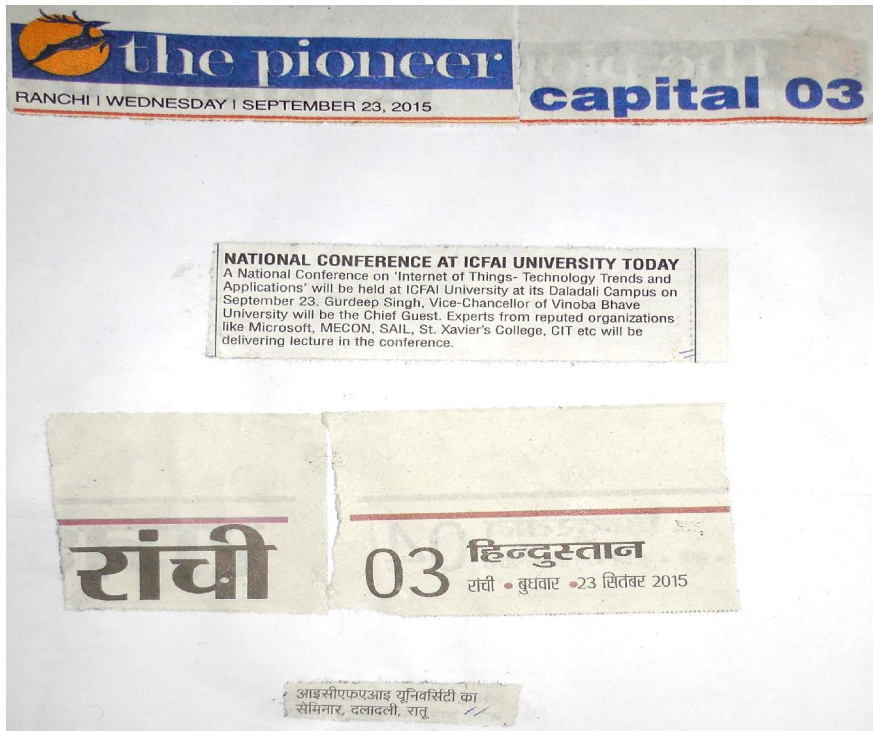 the pioneer
RANCHI | WEDNESDAY | SEPTEMBER 23, 2015
capital 03
NATIONAL CONFERENCE AT ICFAI UNIVERSITY TODAY
A National Conference on 'Internet of Things- Technology Trends and
Applications' will be held at ICFAI University at its Daladali Campus on
September 23. Gurdeep Singh, Vice-Chancellor of Vinoba Bhave
University will be the Chief Guest. Experts from reputed organizations
like Microsoft, MECON, SAIL, St. Xavier's College, CIT etc will be
delivering lecture in the conference.
रांची
03 हिन्दुस्तान
रांची • बुधवार •23 सितंबर 2015
आइसीएफएआइ यूनिवर्सिटी का
सेमिनार, दलादली, रातू